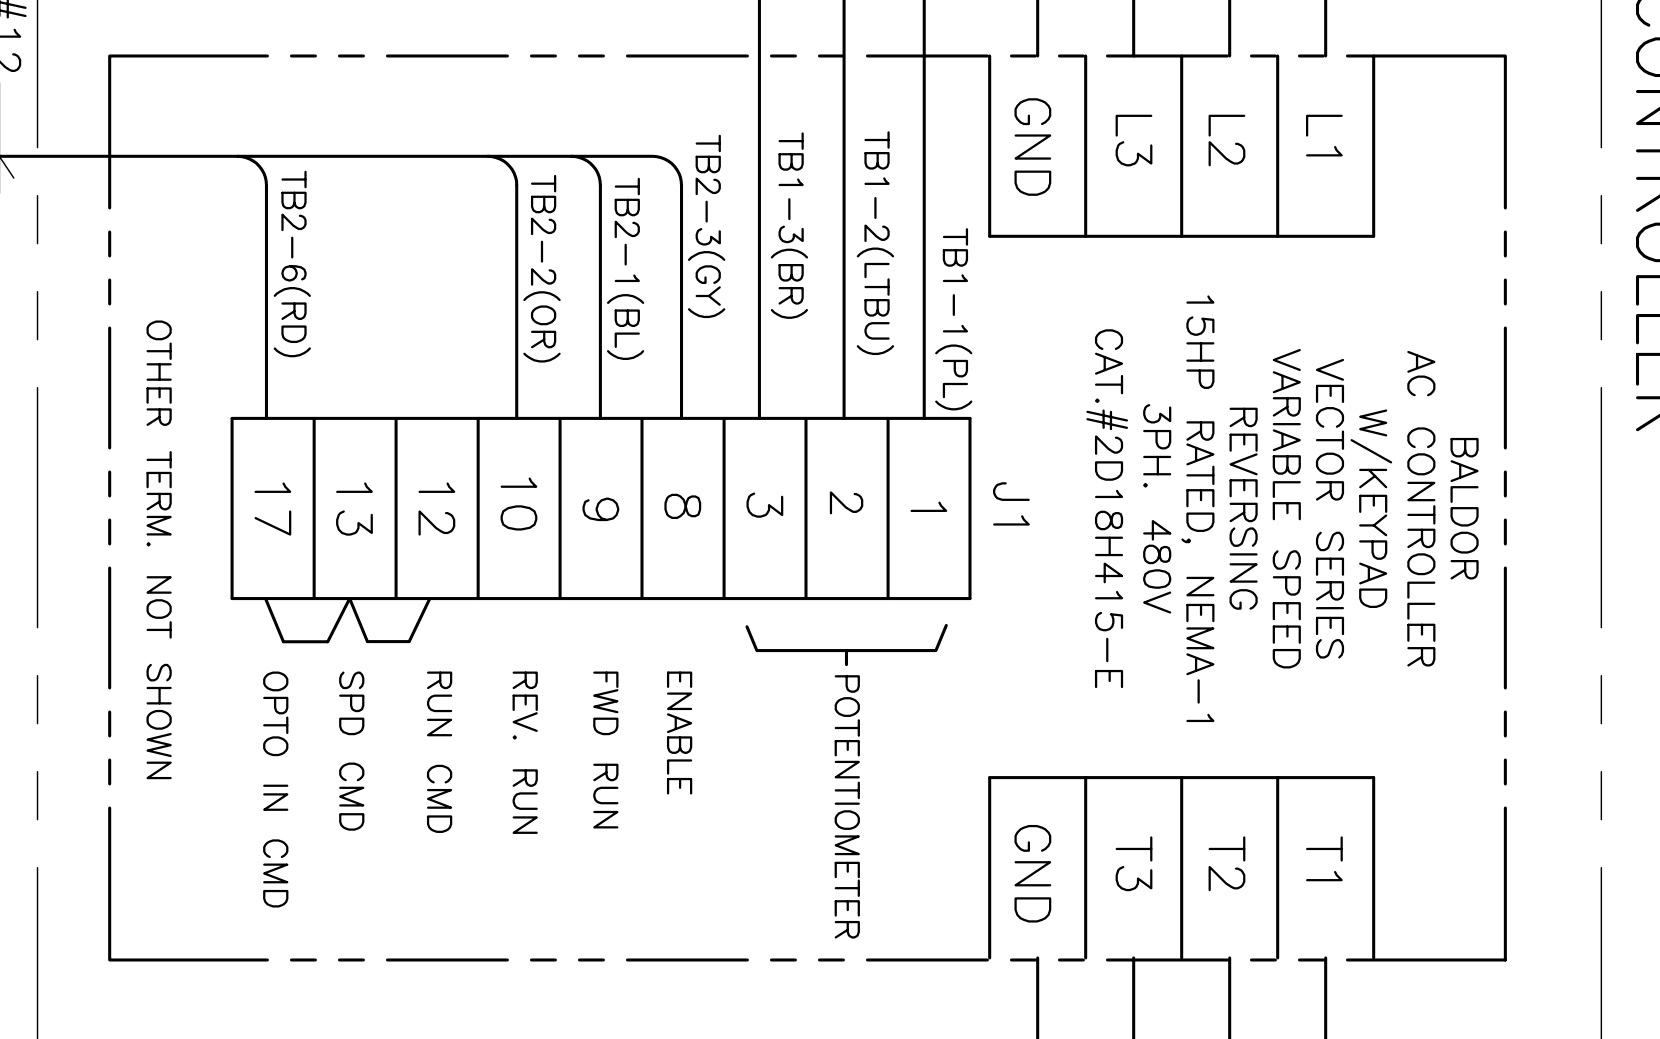 CONTROLLER
BALDOR
AC CONTROLLER
W/KEYPAD
VECTOR SERIES
VARIABLE SPEED
REVERSING
15HP RATED, NEMA-1
3PH. 480V
CAT.#2D18H415-E
L1
L2
L3
GND
T1
T2
T3
GND
J1
TB1-1(PL)
1
TB1-2(LTBU)
2
POTENTIOMETER
TB1-3(BR)
3
TB2-3(GY)
8
ENABLE
TB2-1(BL)
9
FWD RUN
TB2-2(OR)
10
REV. RUN
12
RUN CMD
13
SPD CMD
TB2-6(RD)
17
OPTO IN CMD
OTHER TERM. NOT SHOWN
#12